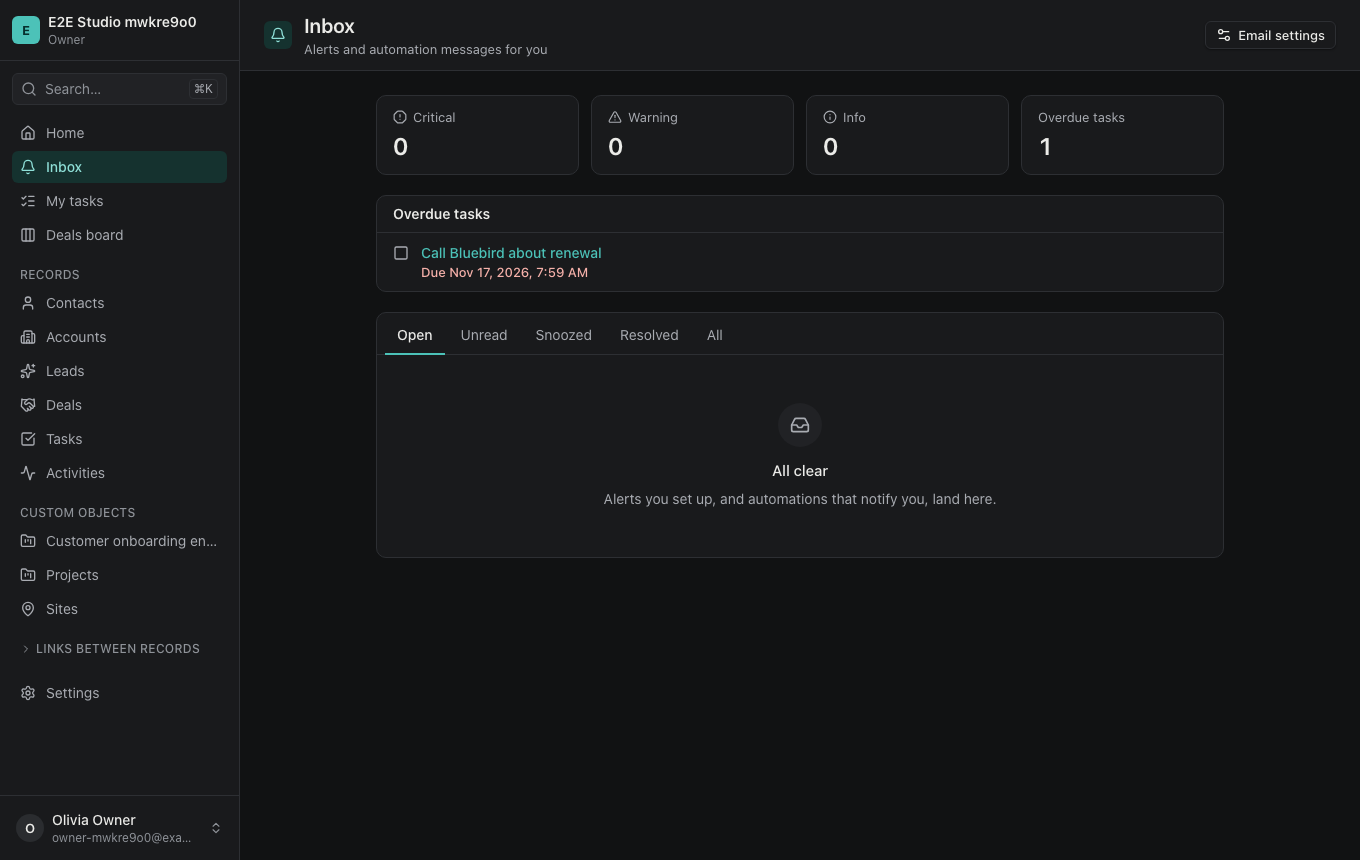 E
E2E Studio mwkre9o0
Owner
Search...
⌘K
Home
Inbox
My tasks
Deals board
RECORDS
Contacts
Accounts
Leads
Deals
Tasks
Activities
CUSTOM OBJECTS
Customer onboarding en...
Projects
Sites
LINKS BETWEEN RECORDS
Settings
O
Olivia Owner
owner-mwkre9o0@exa...
Inbox
Alerts and automation messages for you
Email settings
Critical
0
Warning
0
Info
0
Overdue tasks
1
Overdue tasks
Call Bluebird about renewal
Due Nov 17, 2026, 7:59 AM
Open Unread Snoozed Resolved All
All clear
Alerts you set up, and automations that notify you, land here.